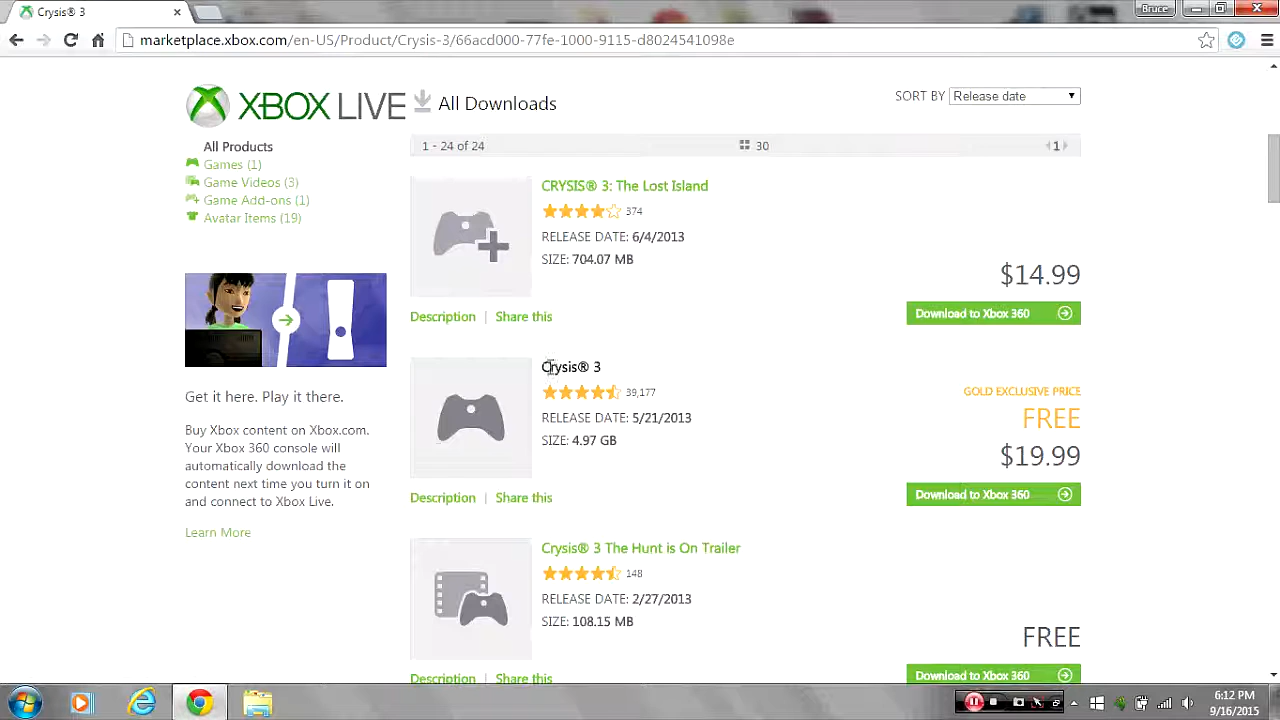 Crysis® 3
Bruce
marketplace.xbox.com/en-US/Product/Crysis-3/66acd000-77fe-1000-9115-d8024541098e
XBOX LIVE
All Downloads
SORT BY Release date
All Products
Games (1)
Game Videos (3)
Game Add-ons (1)
Avatar Items (19)
Get it here. Play it there.
Buy Xbox content on Xbox.com.
Your Xbox 360 console will
automatically download the
content next time you turn it on
and connect to Xbox Live.
Learn More
1 - 24 of 24
30
1
CRYSIS® 3: The Lost Island
374
RELEASE DATE: 6/4/2013
SIZE: 704.07 MB
$14.99
Download to Xbox 360
Description | Share this
Crysis® 3
39,177
RELEASE DATE: 5/21/2013
SIZE: 4.97 GB
GOLD EXCLUSIVE PRICE
FREE
$19.99
Download to Xbox 360
Description | Share this
Crysis® 3 The Hunt is On Trailer
148
RELEASE DATE: 2/27/2013
SIZE: 108.15 MB
FREE
Download to Xbox 360
Description | Share this
6:12 PM
9/16/2015